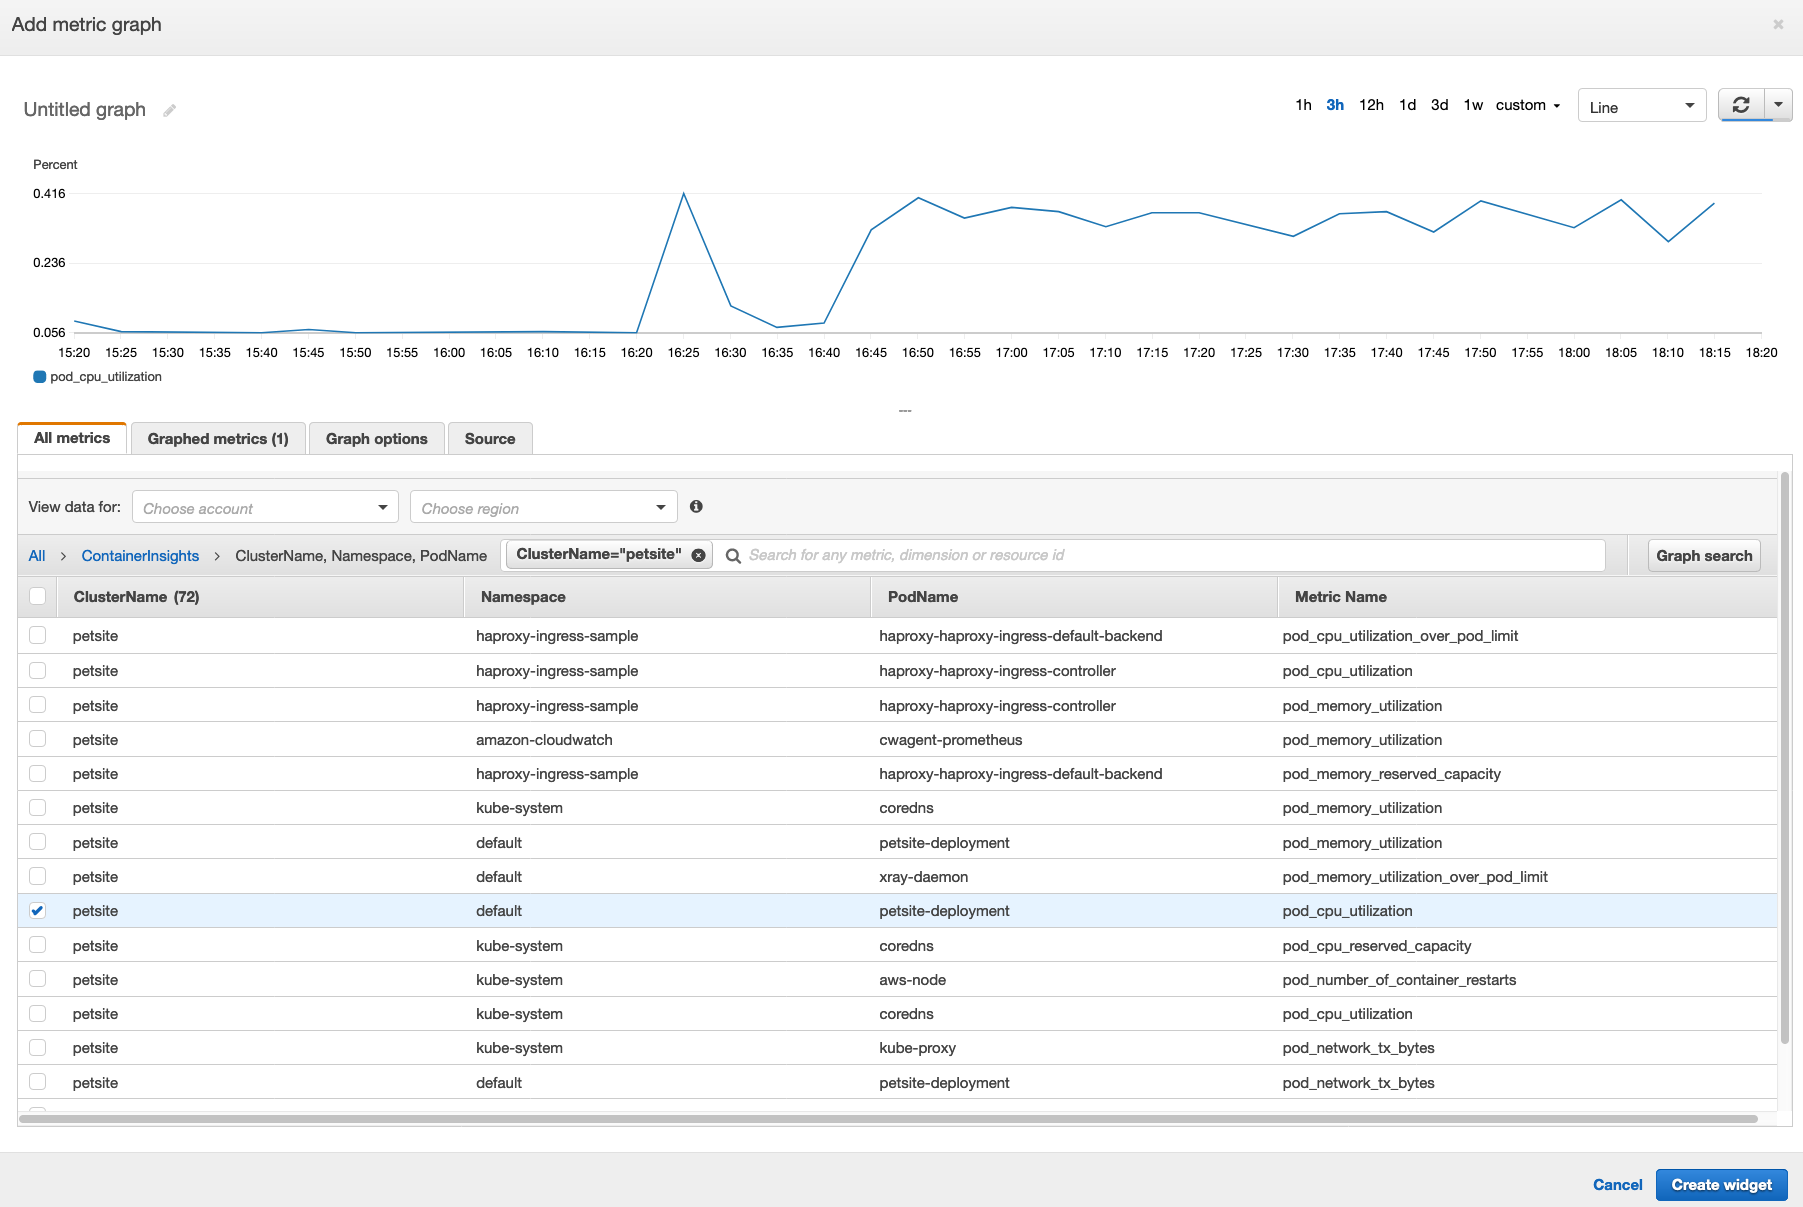 Add metric graph
Untitled graph
1h 3h 12h 1d 3d 1w custom Line
Percent
0.416
0.236
0.056
15:20 15:25 15:30 15:35 15:40 15:45 15:50 15:55 16:00 16:05 16:10 16:15 16:20 16:25 16:30 16:35 16:40 16:45 16:50 16:55 17:00 17:05 17:10 17:15 17:20 17:25 17:30 17:35 17:40 17:45 17:50 17:55 18:00 18:05 18:10 18:15 18:20
pod_cpu_utilization
All metrics Graphed metrics (1) Graph options Source
View data for: Choose account Choose region
All > ContainerInsights > ClusterName, Namespace, PodName ClusterName="petsite" Search for any metric, dimension or resource id Graph search
ClusterName (72) Namespace PodName Metric Name
petsite haproxy-ingress-sample haproxy-haproxy-ingress-default-backend pod_cpu_utilization_over_pod_limit
petsite haproxy-ingress-sample haproxy-haproxy-ingress-controller pod_cpu_utilization
petsite haproxy-ingress-sample haproxy-haproxy-ingress-controller pod_memory_utilization
petsite amazon-cloudwatch cwagent-prometheus pod_memory_utilization
petsite haproxy-ingress-sample haproxy-haproxy-ingress-default-backend pod_memory_reserved_capacity
petsite kube-system coredns pod_memory_utilization
petsite default petsite-deployment pod_memory_utilization
petsite default xray-daemon pod_memory_utilization_over_pod_limit
petsite default petsite-deployment pod_cpu_utilization
petsite kube-system coredns pod_cpu_reserved_capacity
petsite kube-system aws-node pod_number_of_container_restarts
petsite kube-system coredns pod_cpu_utilization
petsite kube-system kube-proxy pod_network_tx_bytes
petsite default petsite-deployment pod_network_tx_bytes
Cancel Create widget